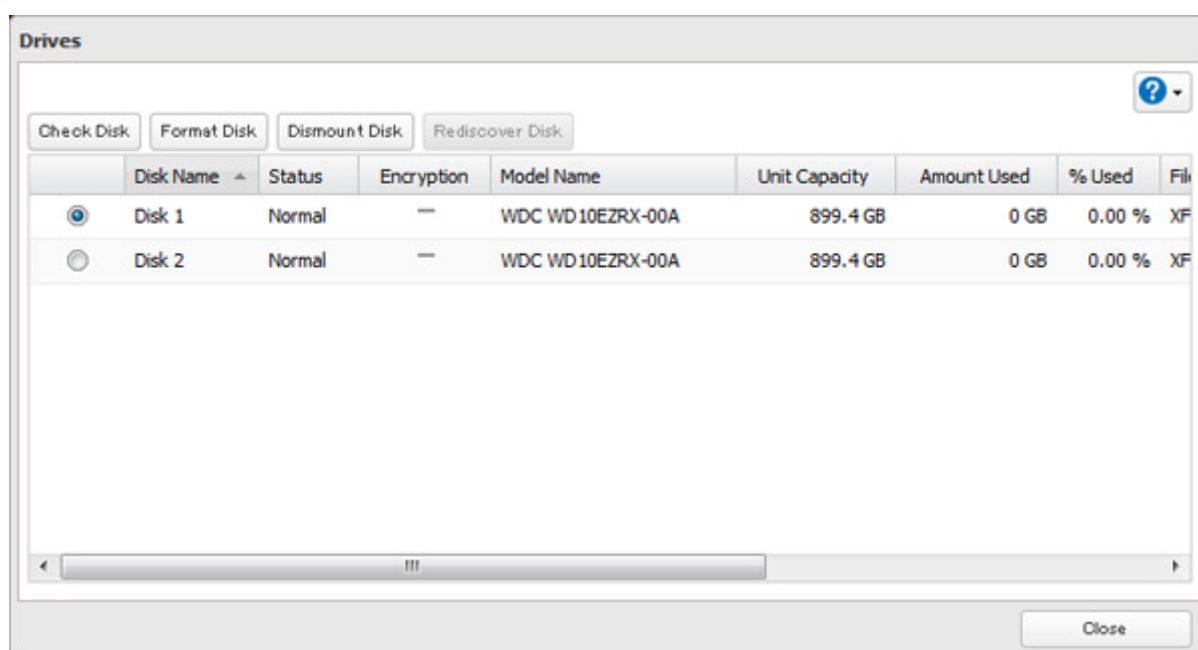 Drives
?
Check Disk Format Disk Dismount Disk Rediscover Disk
Disk Name Status Encryption Model Name Unit Capacity Amount Used % Used
Disk 1 Normal — WDC WD10EZRX-00A 899.4 GB 0 GB 0.00 % XF
Disk 2 Normal — WDC WD10EZRX-00A 899.4 GB 0 GB 0.00 % XF
Close